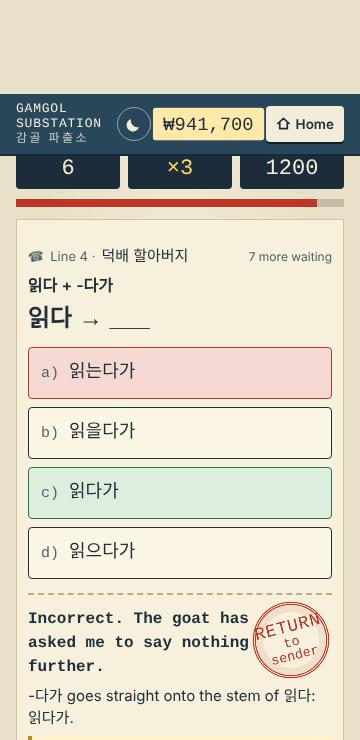 GAMGOL
SUBSTATION
감골 파출소
₩941,700
Home
6
×3
1200
☎ Line 4 · 덕배 할아버지
7 more waiting
읽다 + -다가
읽다 → ___
a) 읽는다가
b) 읽을다가
c) 읽다가
d) 읽으다가
Incorrect. The goat has
asked me to say nothing
further.
RETURN
to
sender
-다가 goes straight onto the stem of 읽다:
읽다가.